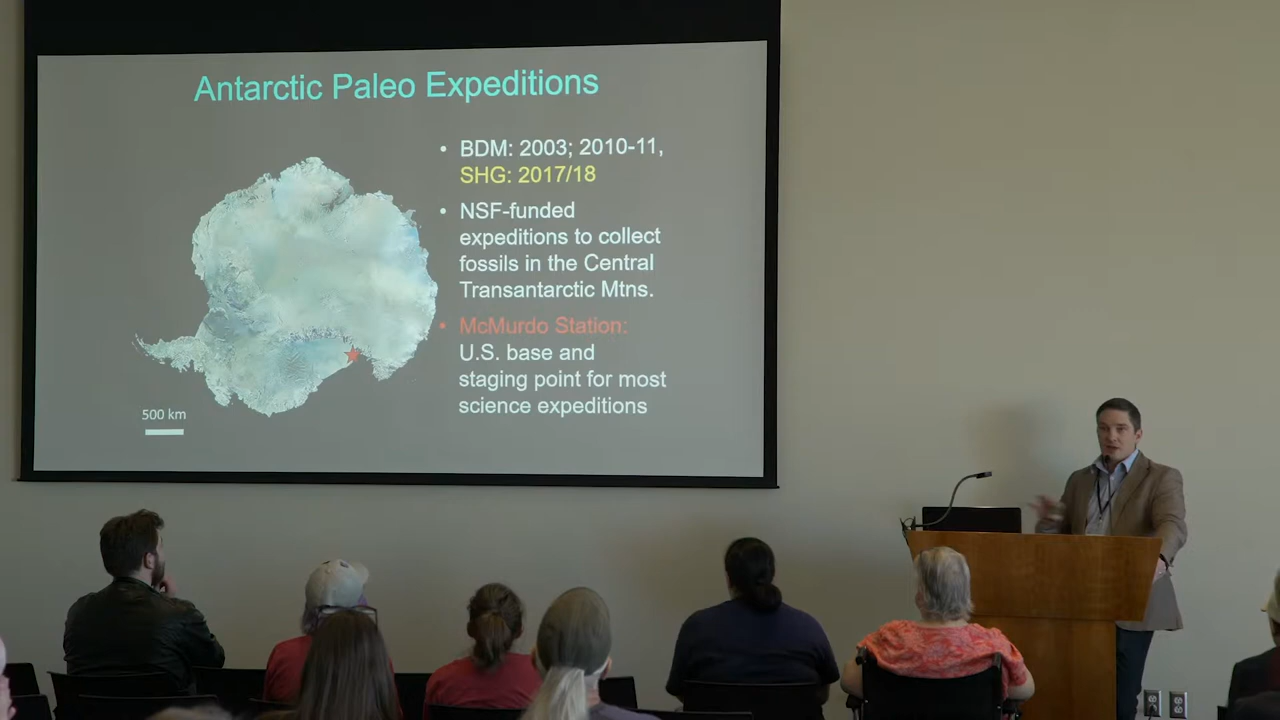 Antarctic Paleo Expeditions
• BDM: 2003; 2010-11,
SHG: 2017/18
• NSF-funded
expeditions to collect
fossils in the Central
Transantarctic Mtns.
• McMurdo Station:
U.S. base and
staging point for most
science expeditions
500 km